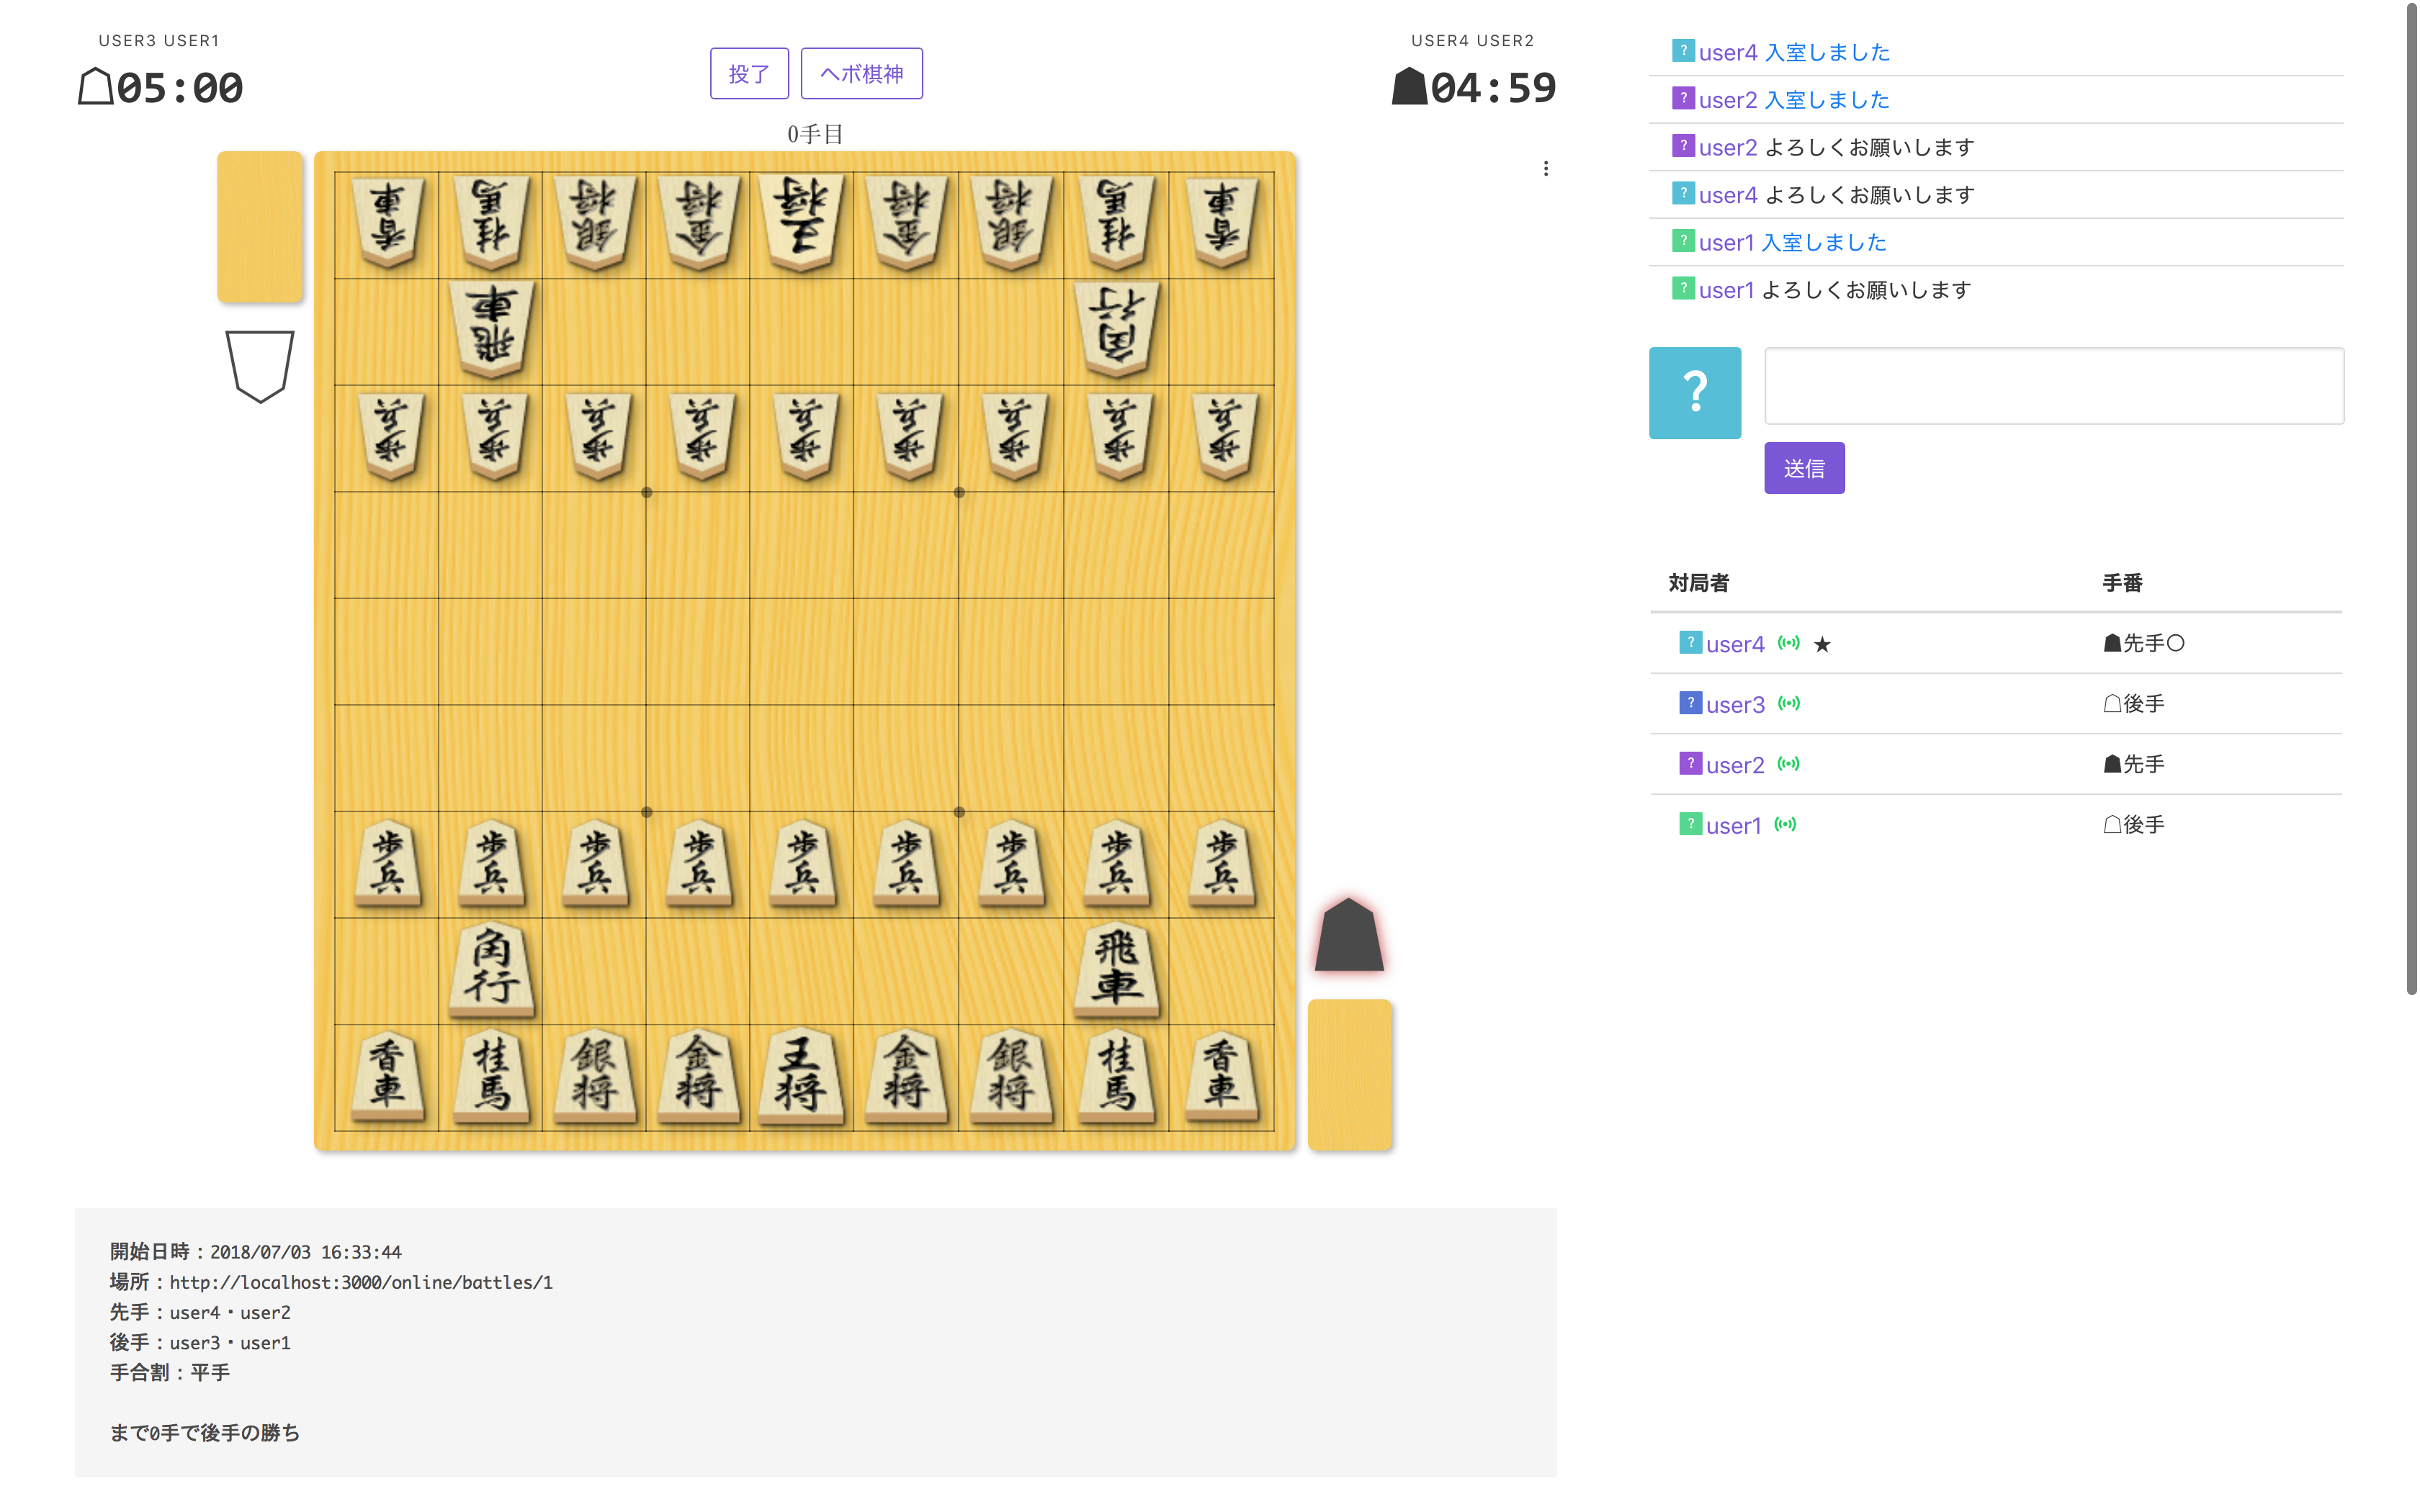 USER3 USER1
05:00
投了
ヘボ棋神
USER4 USER2
04:59
0手目
香車 桂馬 銀将 金将 王将 金将 銀将 桂馬 香車
飛車 角行
歩兵 歩兵 歩兵 歩兵 歩兵 歩兵 歩兵 歩兵 歩兵
歩兵 歩兵 歩兵 歩兵 歩兵 歩兵 歩兵 歩兵 歩兵
角行 飛車
香車 桂馬 銀将 金将 王将 金将 銀将 桂馬 香車
開始日時：2018/07/03 16:33:44
場所：http://localhost:3000/online/battles/1
先手：user4・user2
後手：user3・user1
手合割：平手
まで0手で後手の勝ち
? user4 入室しました
? user2 入室しました
? user2 よろしくお願いします
? user4 よろしくお願いします
? user1 入室しました
? user1 よろしくお願いします
?
送信
対局者 手番
? user4 ★ ☗先手○
? user3 ☖後手
? user2 ☗先手
? user1 ☖後手